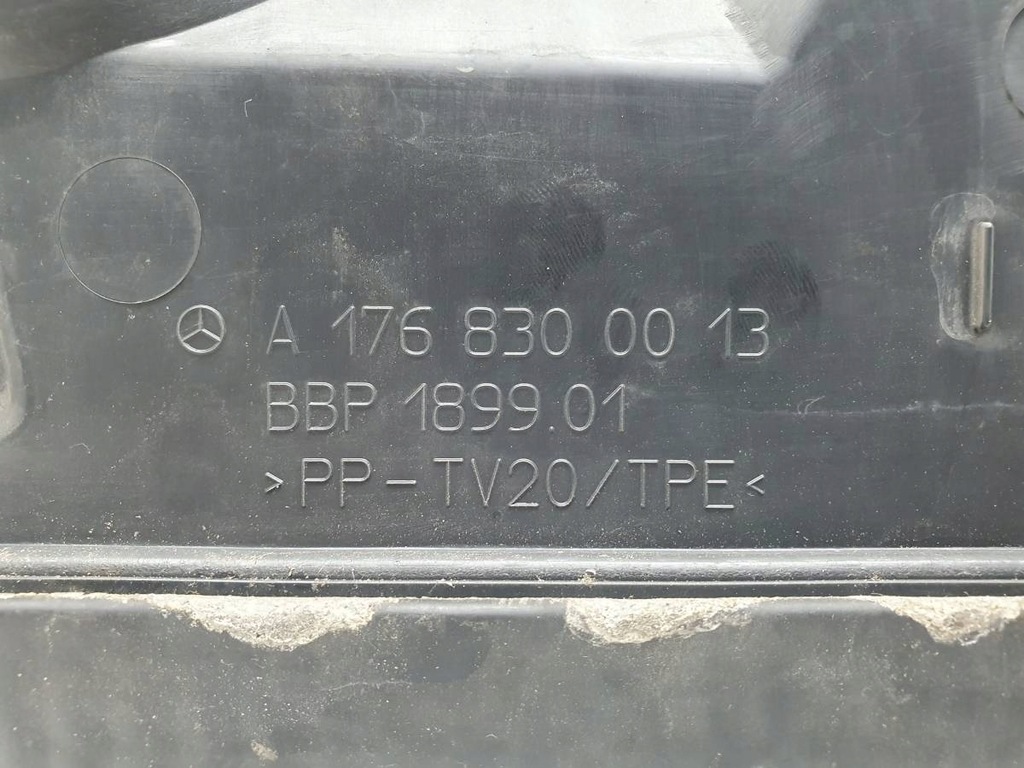 A 176 830 00 13
BBP 1899.01
>PP-TV20/TPE<